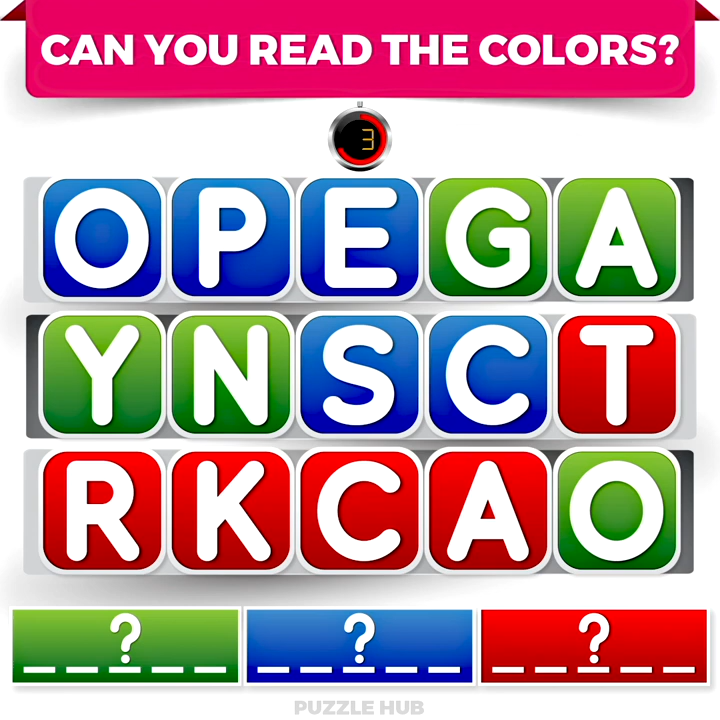 CAN YOU READ THE COLORS?
3
OPEGA
YNSCT
RKCAO
? ? ?
_ _ _ _ _ _ _ _ _ _ _ _ _ _ _
PUZZLE HUB